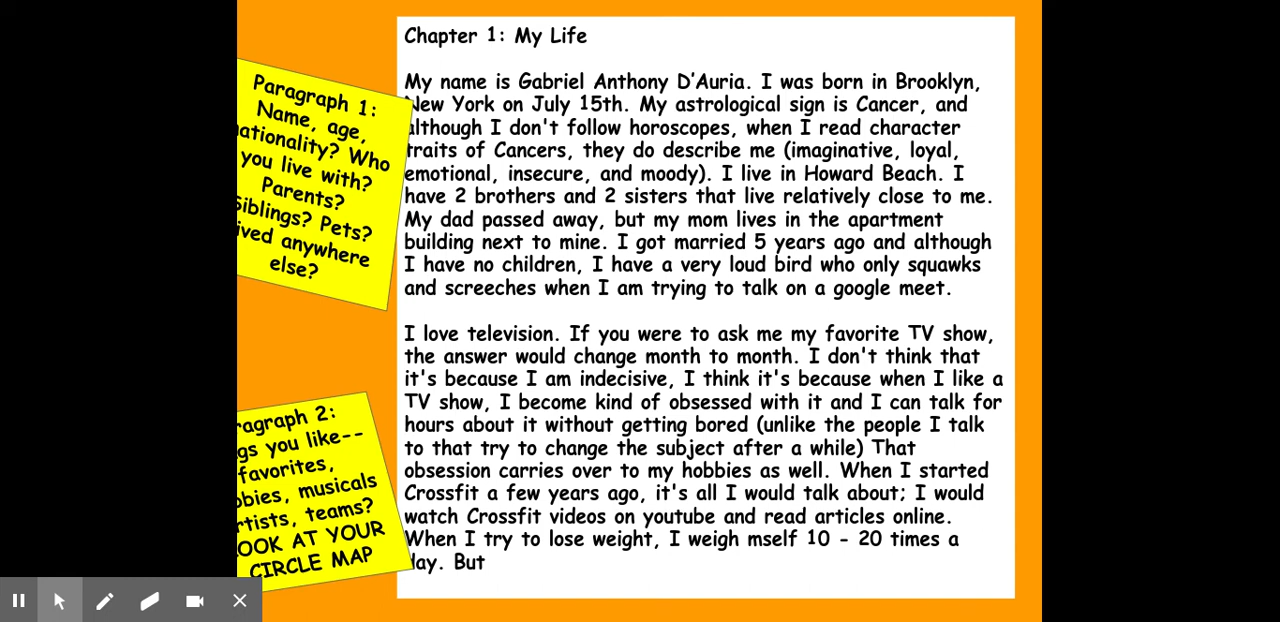 Chapter 1: My Life
My name is Gabriel Anthony D'Auria. I was born in Brooklyn,
New York on July 15th. My astrological sign is Cancer, and
although I don't follow horoscopes, when I read character
traits of Cancers, they do describe me (imaginative, loyal,
emotional, insecure, and moody). I live in Howard Beach. I
have 2 brothers and 2 sisters that live relatively close to me.
My dad passed away, but my mom lives in the apartment
building next to mine. I got married 5 years ago and although
I have no children, I have a very loud bird who only squawks
and screeches when I am trying to talk on a google meet.
I love television. If you were to ask me my favorite TV show,
the answer would change month to month. I don't think that
it's because I am indecisive, I think it's because when I like a
TV show, I become kind of obsessed with it and I can talk for
hours about it without getting bored (unlike the people I talk
to that try to change the subject after a while) That
obsession carries over to my hobbies as well. When I started
Crossfit a few years ago, it's all I would talk about; I would
watch Crossfit videos on youtube and read articles online.
When I try to lose weight, I weigh mself 10 - 20 times a
day. But
Paragraph 1:
Name, age,
nationality? Who
you live with?
Parents?
Siblings? Pets?
ived anywhere
else?
ragraph 2:
gs you like--
favorites,
bbies, musicals
rtists, teams?
OOK AT YOUR
CIRCLE MAP